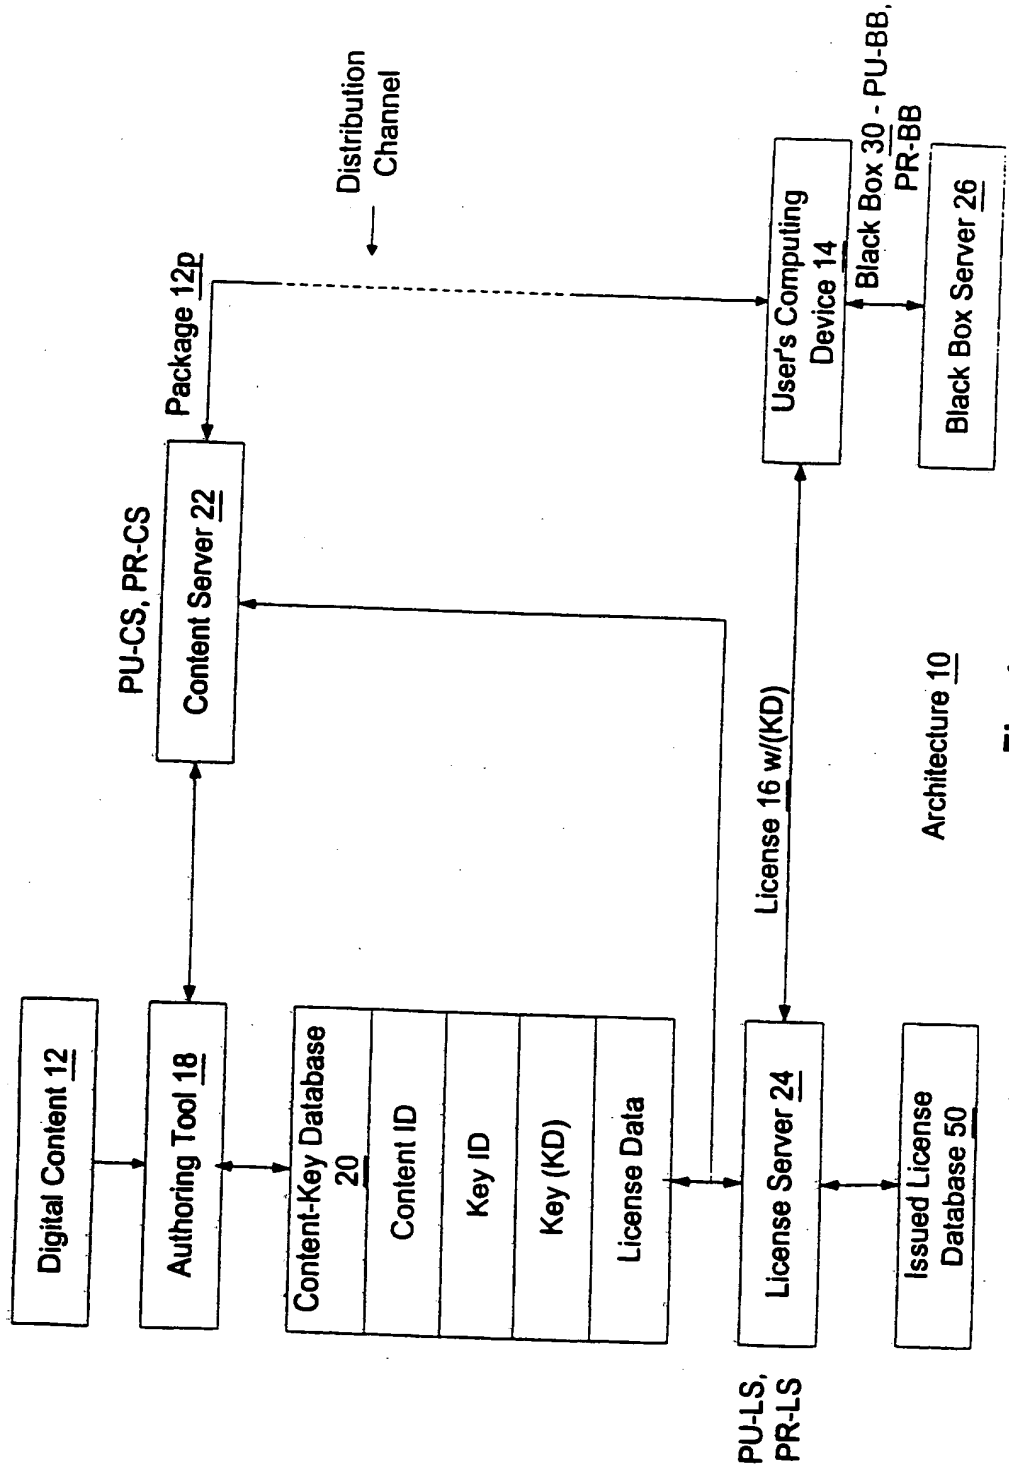 Digital Content 12
Authoring Tool 18
Content-Key Database
20
Content ID
Key ID
Key (KD)
License Data
PU-LS,
PR-LS
License Server 24
Issued License
Database 50
PU-CS, PR-CS
Content Server 22
Package 12p
Distribution
Channel
License 16 w/(KD)
User's Computing
Device 14
Black Box 30 - PU-BB,
PR-BB
Black Box Server 26
Architecture 10